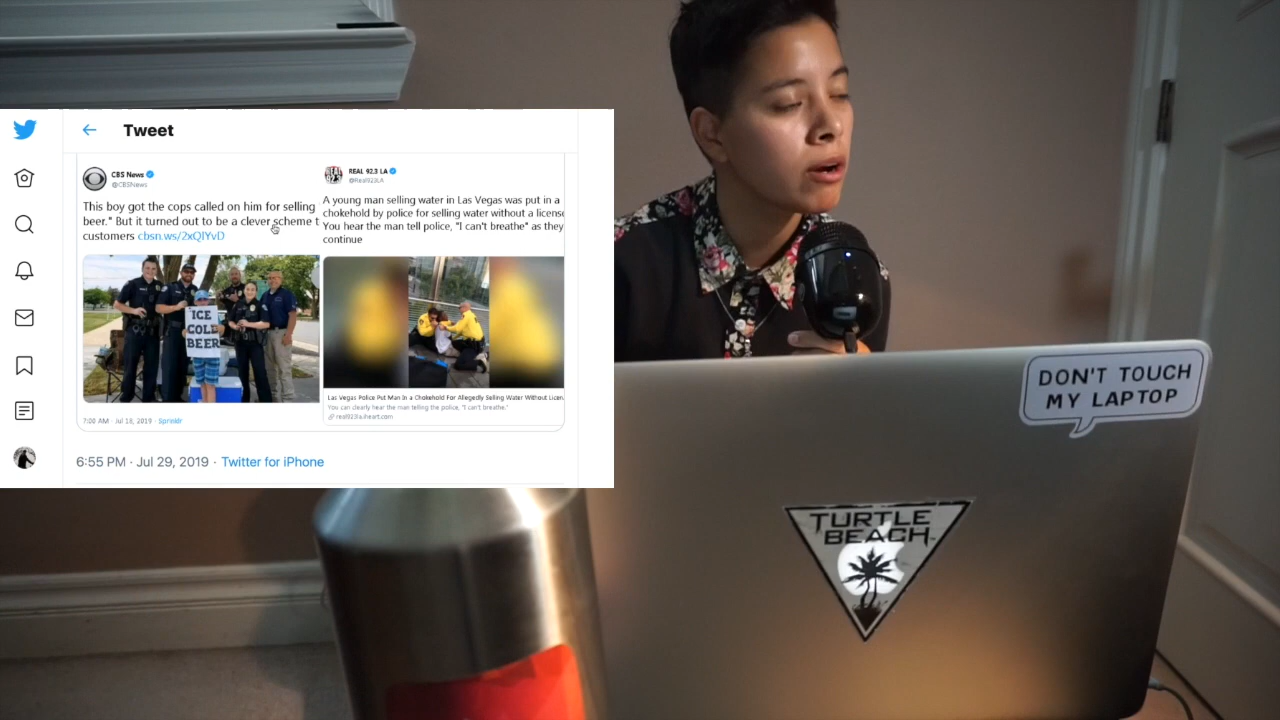 Tweet
CBS News
@CBSNews
This boy got the cops called on him for selling
beer." But it turned out to be a clever scheme t
customers cbsn.ws/2xQlYvD
ICE
COLD
BEER
7:00 AM · Jul 18, 2019 · Sprinklr
REAL 92.3 LA
@Real923LA
A young man selling water in Las Vegas was put in a
chokehold by police for selling water without a license
You hear the man tell police, "I can't breathe" as they
continue
Las Vegas Police Put Man In a Chokehold For Allegedly Selling Water Without Licen
You can clearly hear the man telling the police, "I can't breathe."
real923la.iheart.com
6:55 PM · Jul 29, 2019 · Twitter for iPhone
DON'T TOUCH
MY LAPTOP
TURTLE
BEACH